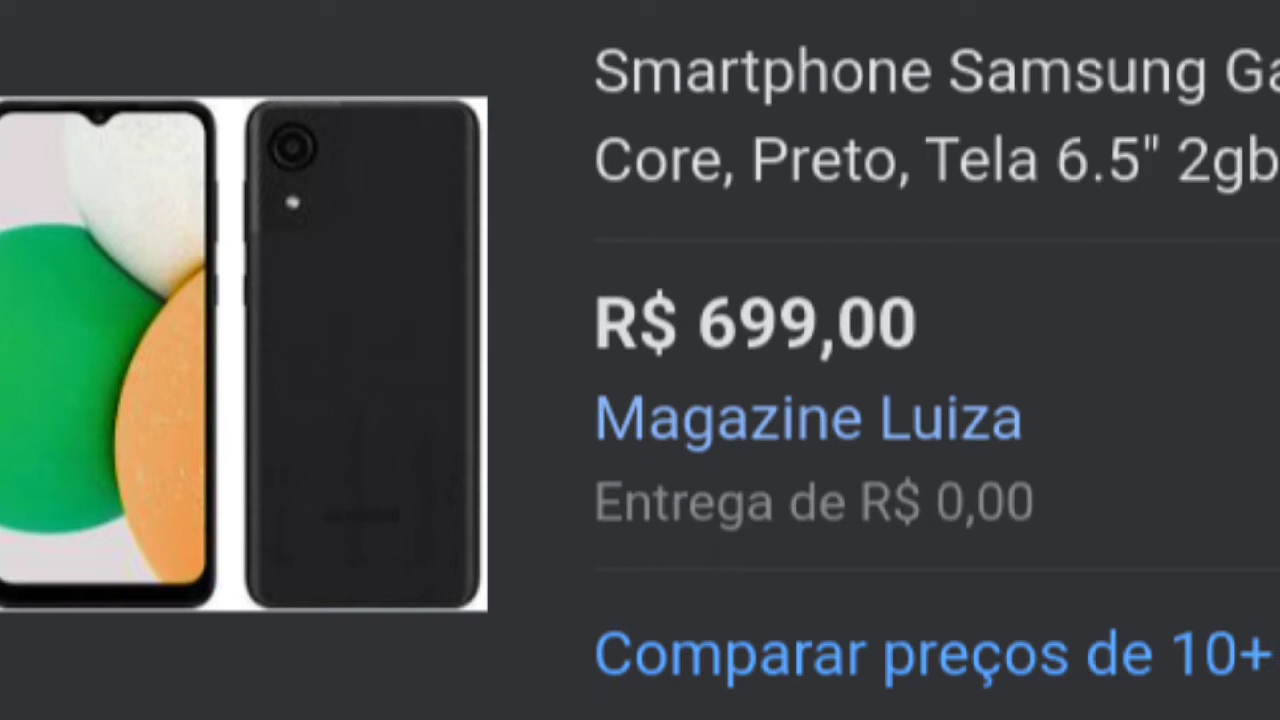 Smartphone Samsung Ga
Core, Preto, Tela 6.5" 2gb
R$ 699,00
Magazine Luiza
Entrega de R$ 0,00
Comparar preços de 10+